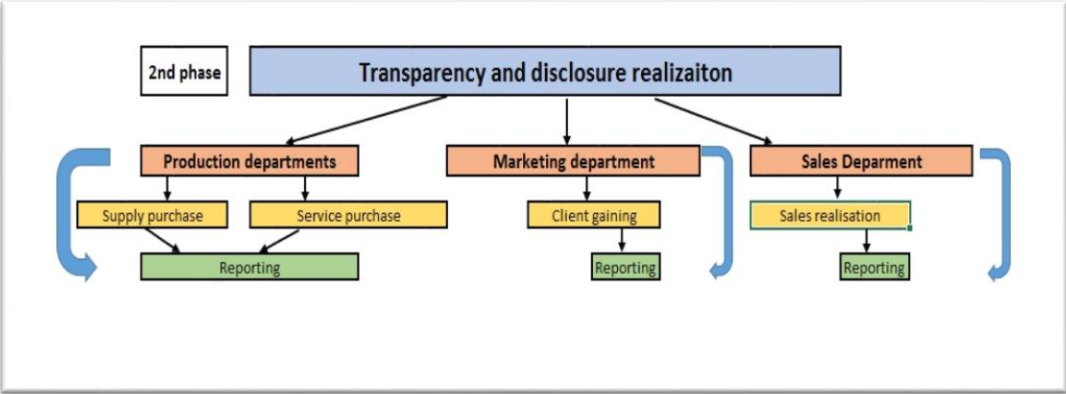 2nd phase
Transparency and disclosure realizaiton
Production departments
Marketing department
Sales Deparment
Supply purchase
Service purchase
Client gaining
Sales realisation
Reporting
Reporting
Reporting